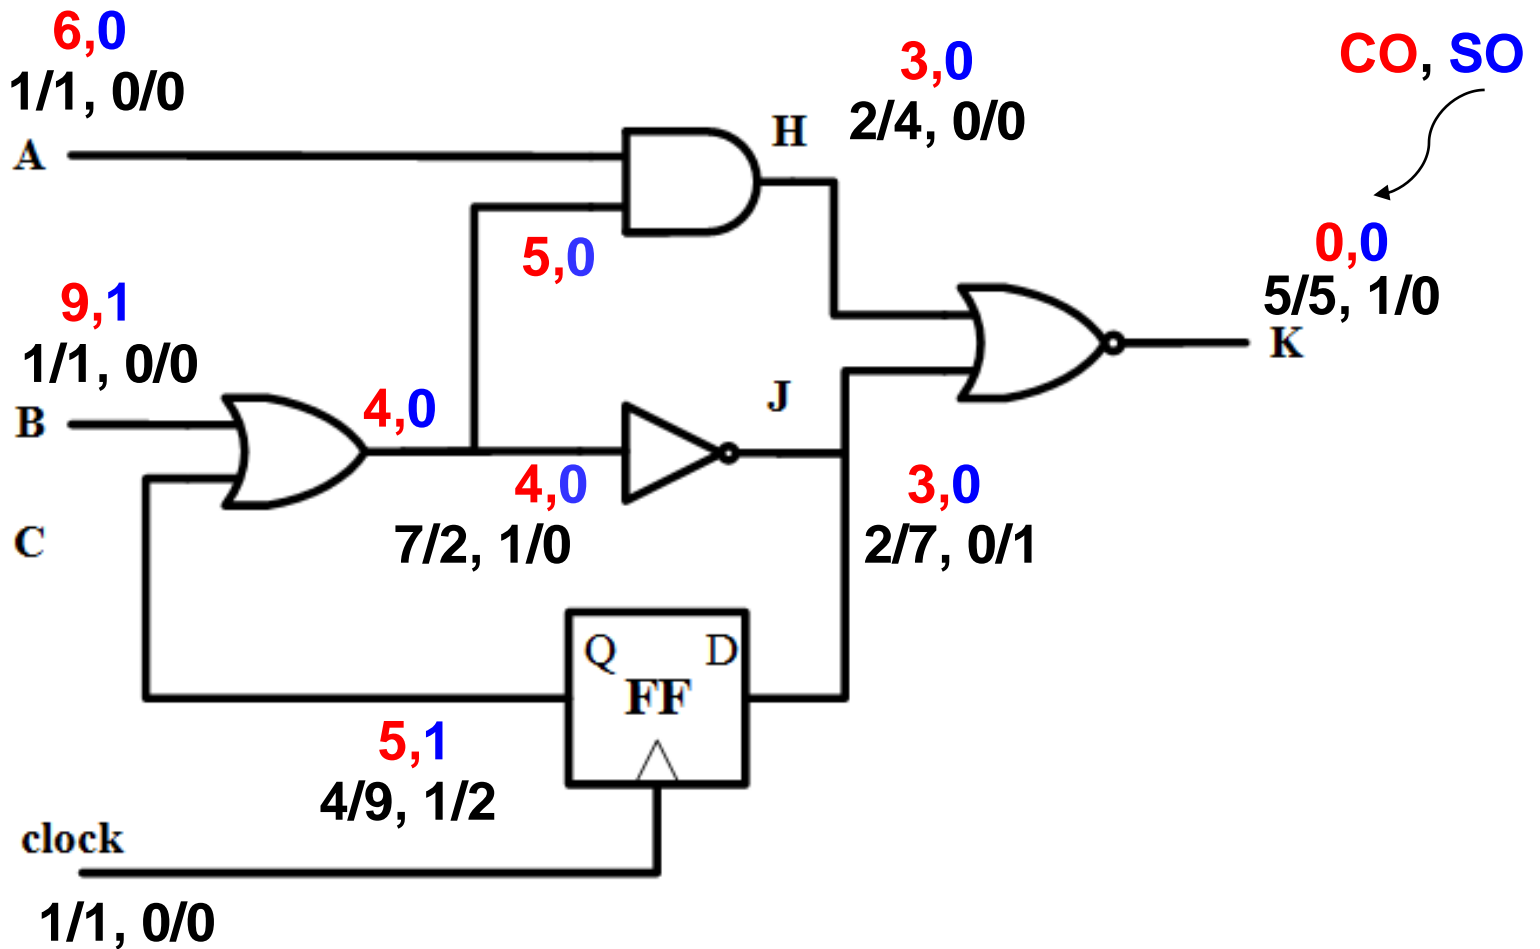 6,0
1/1, 0/0
A
H
3,0
2/4, 0/0
CO, SO
5,0
0,0
5/5, 1/0
K
9,1
1/1, 0/0
B
4,0
J
4,0
7/2, 1/0
3,0
2/7, 0/1
C
Q D
FF
5,1
4/9, 1/2
clock
1/1, 0/0